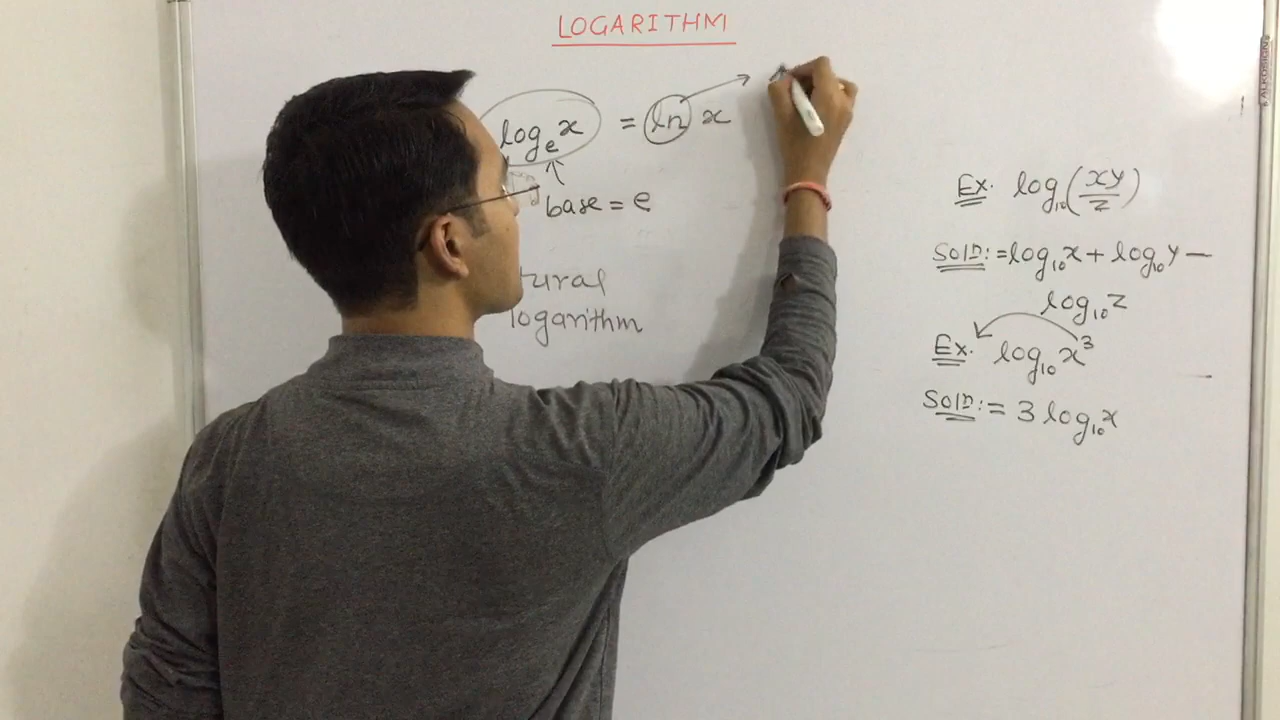 LOGARITHM
logₑx = ln x
base = e
tural
logarithm
Ex. log₁₀(xy/z)
Solⁿ: = log₁₀x + log₁₀y –
log₁₀z
Ex. log₁₀x³
Solⁿ: = 3 log₁₀x